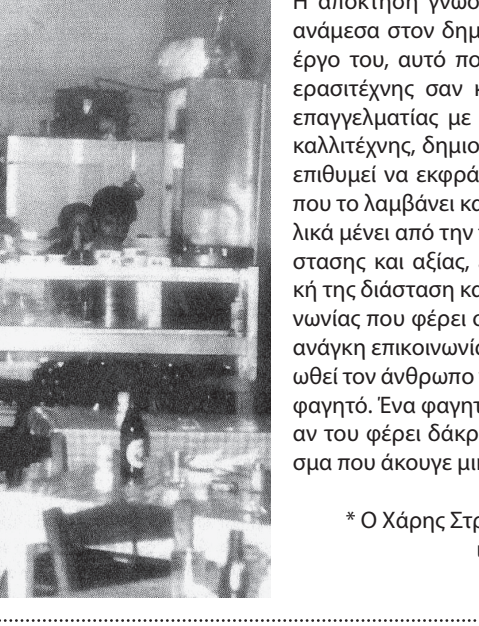 Η απόκτηση γνώσ
ανάμεσα στον δημ
έργο του, αυτό πο
ερασιτέχνης σαν κ
επαγγελματίας με
καλλιτέχνης, δημιο
επιθυμεί να εκφρά
που το λαμβάνει κα
λικά μένει από την
στασης και αξίας,
κή της διάσταση κα
νωνίας που φέρει ο
ανάγκη επικοινωνία
ωθεί τον άνθρωπο
φαγητό. Ένα φαγητ
αν του φέρει δάκρ
σμα που άκουγε μι
* Ο Χάρης Στρ